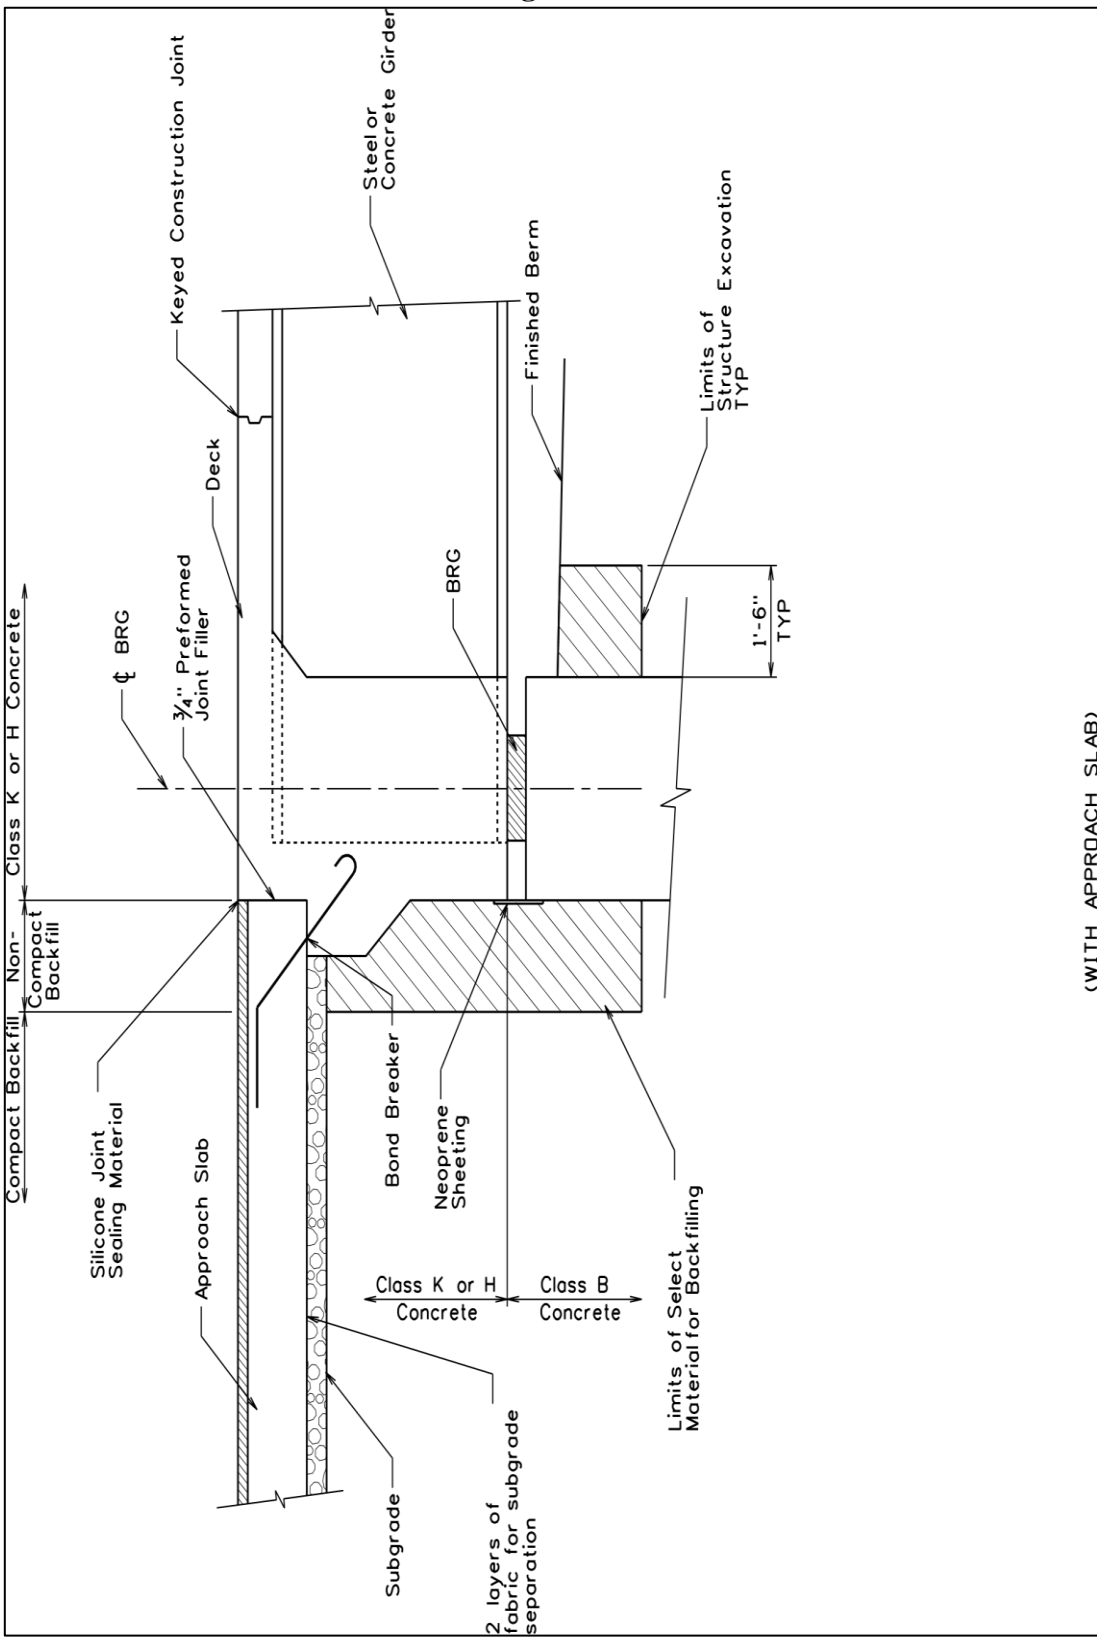 Compact Backfill
Non-
Compact
Backfill
Class K or H Concrete
Silicone Joint
Sealing Material
Approach Slab
℄ BRG
¾" Preformed
Joint Filler
Deck
Keyed Construction Joint
Steel or
Concrete Girder
Subgrade
Bond Breaker
Neoprene
Sheeting
BRG
Finished Berm
2 layers of
fabric for subgrade
separation
Class K or H
Concrete
Class B
Concrete
Limits of Select
Material for Backfilling
1'-6"
TYP
Limits of
Structure Excavation
TYP
(WITH APPROACH SLAB)